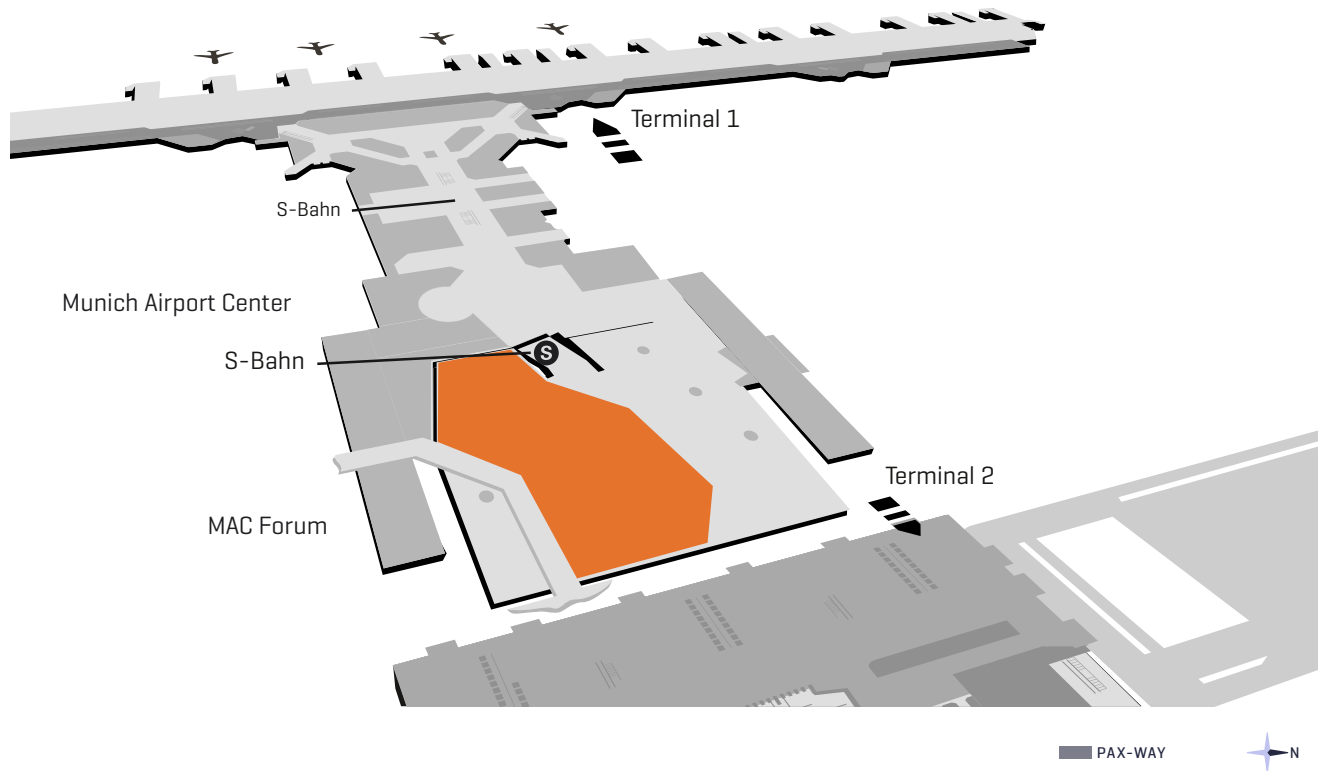 Terminal 1
S-Bahn
Munich Airport Center
S-Bahn
S
Terminal 2
MAC Forum
PAX-WAY
N